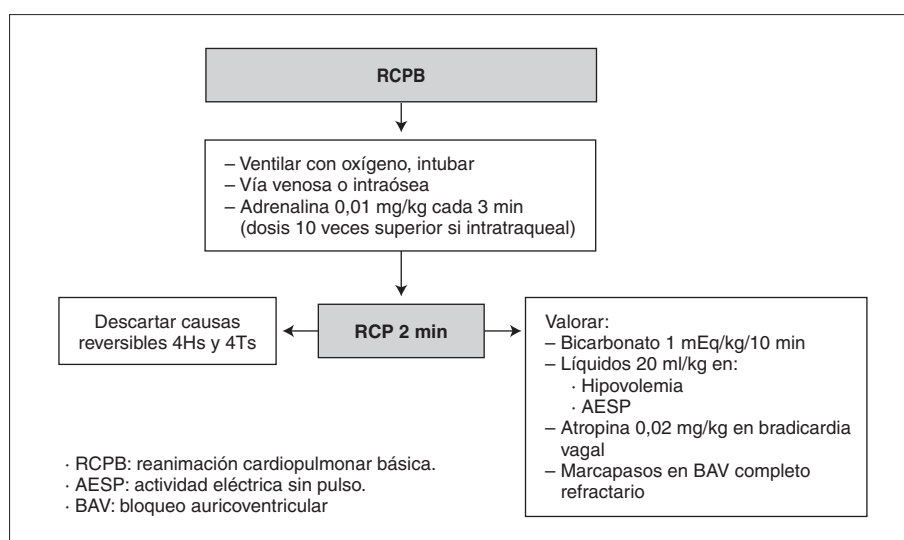 RCPB
– Ventilar con oxígeno, intubar
– Vía venosa o intraósea
– Adrenalina 0,01 mg/kg cada 3 min
(dosis 10 veces superior si intratraqueal)
Descartar causas
reversibles 4Hs y 4Ts
RCP 2 min
Valorar:
– Bicarbonato 1 mEq/kg/10 min
– Líquidos 20 ml/kg en:
· Hipovolemia
· AESP
– Atropina 0,02 mg/kg en bradicardia
vagal
– Marcapasos en BAV completo
refractario
· RCPB: reanimación cardiopulmonar básica.
· AESP: actividad eléctrica sin pulso.
· BAV: bloqueo auricoventricular